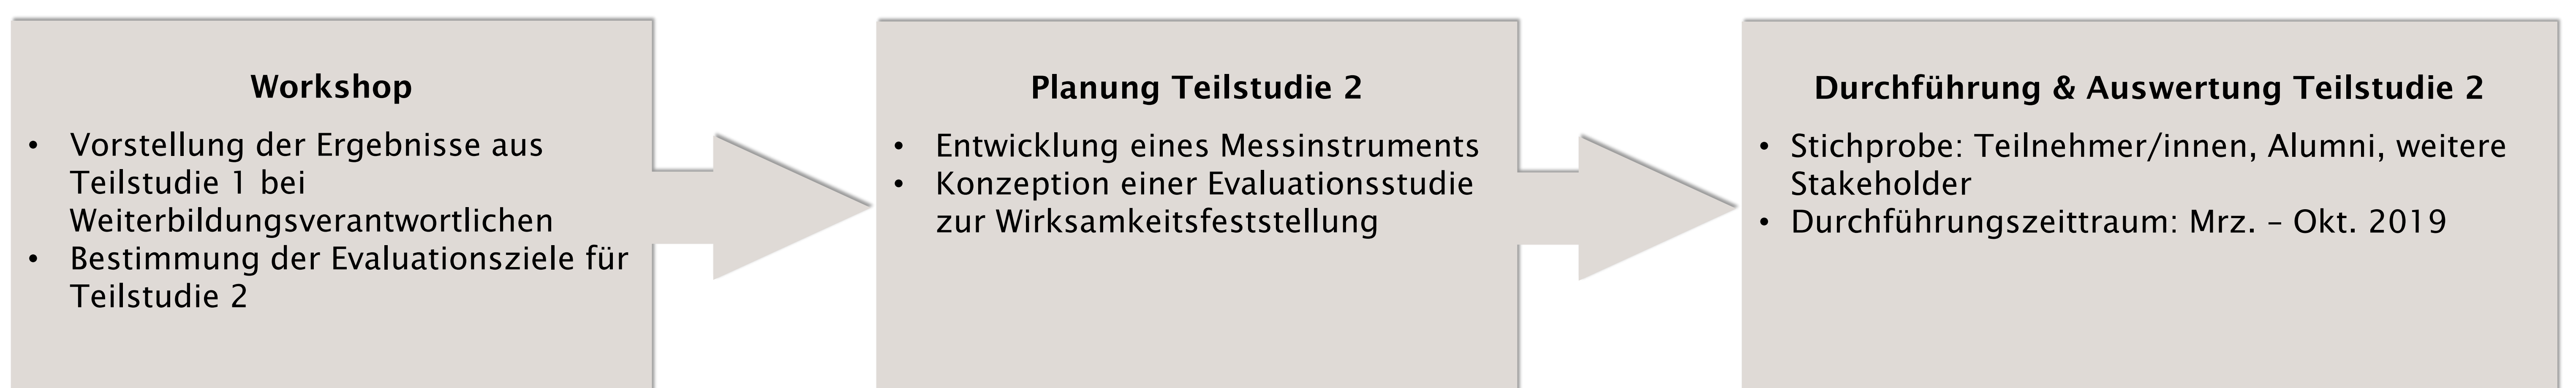 Workshop
• Vorstellung der Ergebnisse aus
Teilstudie 1 bei
Weiterbildungsverantwortlichen
• Bestimmung der Evaluationsziele für
Teilstudie 2
Planung Teilstudie 2
• Entwicklung eines Messinstruments
• Konzeption einer Evaluationsstudie
zur Wirksamkeitsfeststellung
Durchführung & Auswertung Teilstudie 2
• Stichprobe: Teilnehmer/innen, Alumni, weitere
Stakeholder
• Durchführungszeittraum: Mrz. – Okt. 2019